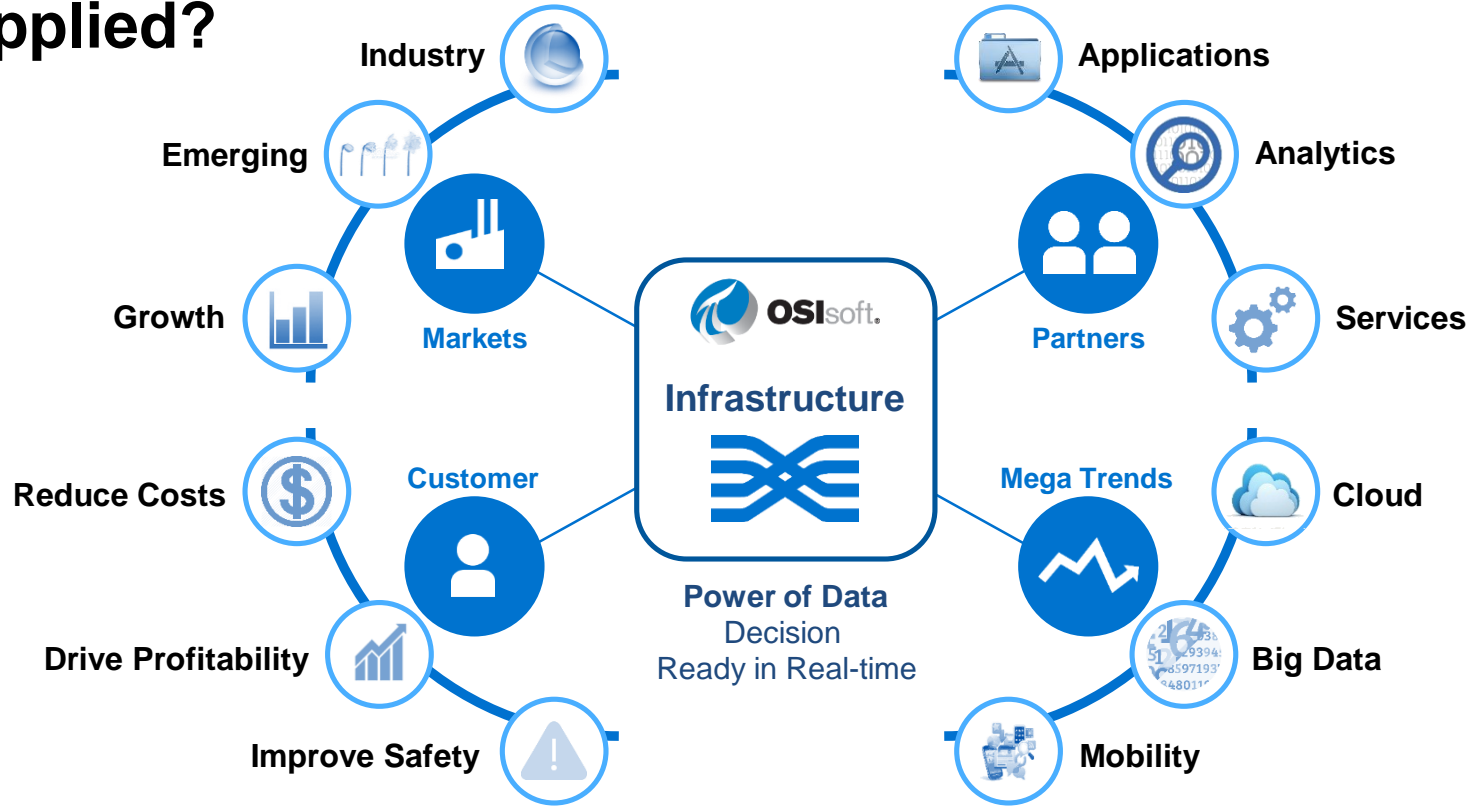 pplied?
Industry
Emerging
Growth
Markets
Applications
Analytics
Services
Partners
OSIsoft.
Infrastructure
Power of Data
Decision
Ready in Real-time
Customer
Reduce Costs
Drive Profitability
Improve Safety
Mega Trends
Cloud
Big Data
Mobility